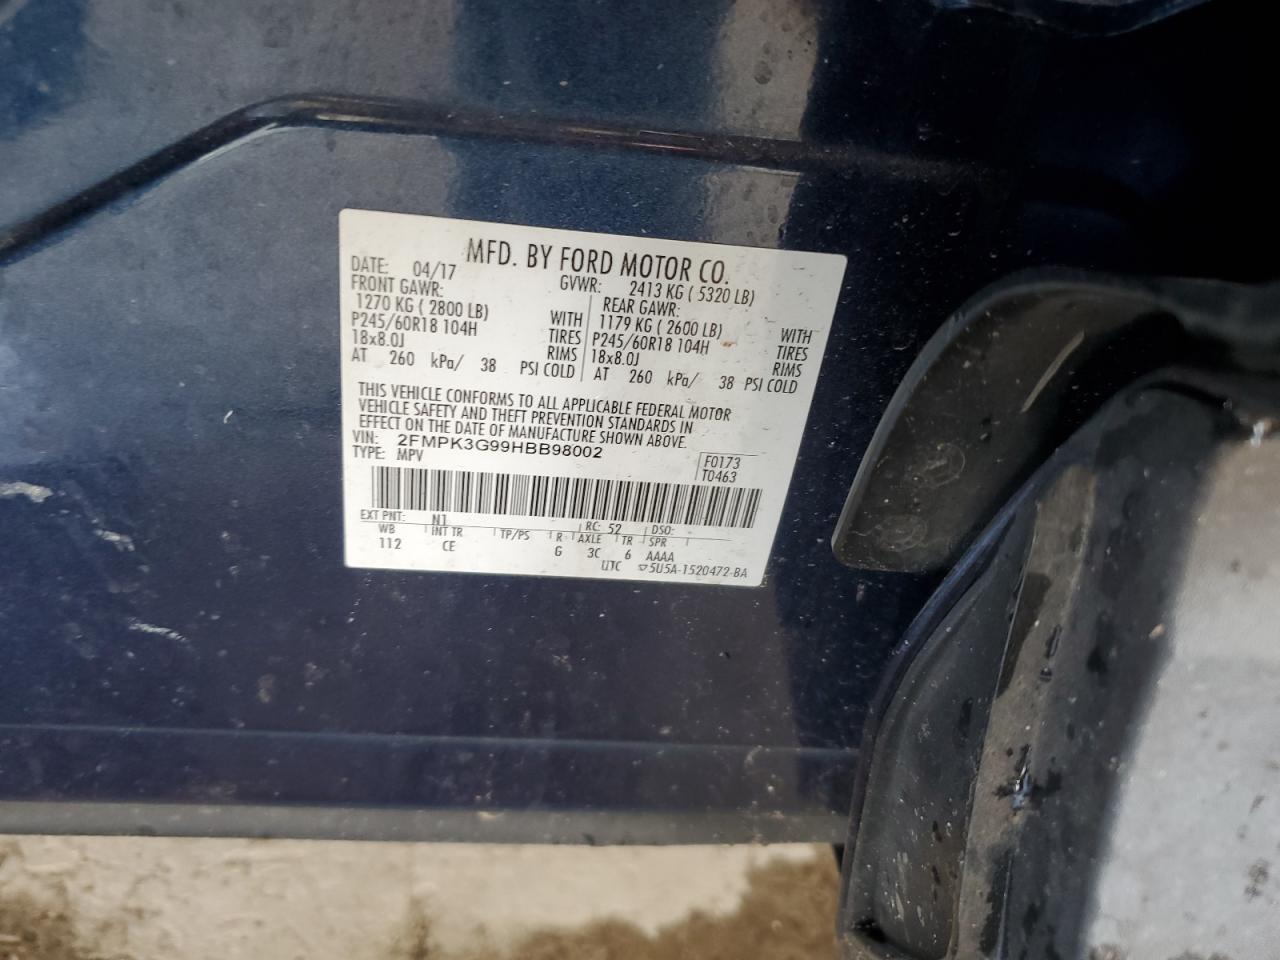 MFD. BY FORD MOTOR CO.
DATE: 04/17 GVWR: 2413 KG ( 5320 LB)
FRONT GAWR: REAR GAWR:
1270 KG ( 2800 LB) WITH 1179 KG ( 2600 LB) WITH
P245/60R18 104H TIRES P245/60R18 104H TIRES
18x8.0J RIMS 18x8.0J RIMS
AT 260 kPa/ 38 PSI COLD AT 260 kPa/ 38 PSI COLD
THIS VEHICLE CONFORMS TO ALL APPLICABLE FEDERAL MOTOR
VEHICLE SAFETY AND THEFT PREVENTION STANDARDS IN
EFFECT ON THE DATE OF MANUFACTURE SHOWN ABOVE.
VIN: 2FMPK3G99HBB98002
TYPE: MPV F0173
T0463
EXT PNT: N1 RC: 52 DSO:
WB INT TR TP/PS R AXLE TR SPR
112 CE G 3C 6 AAAA
UTC 5U5A-1520472-BA